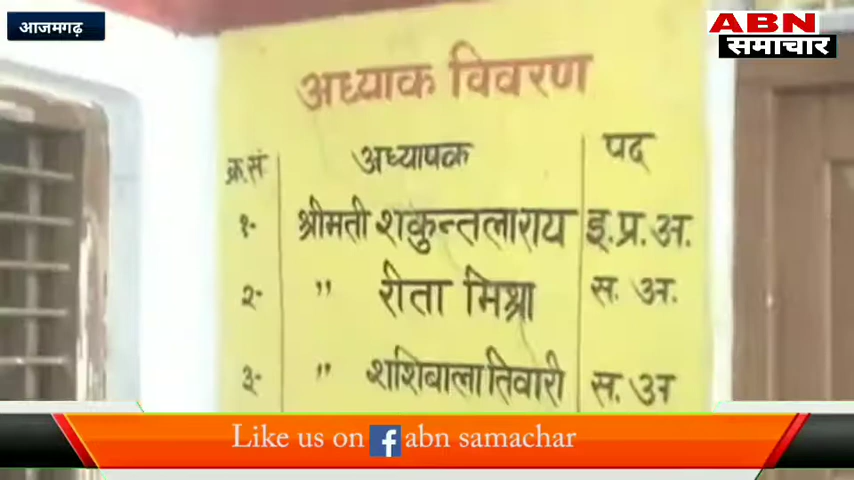 आजमगढ़
ABN
समाचार
अध्याक विवरण
क्र.सं अध्यापक पद
१- श्रीमती शकुन्तलाराय इ.प्र.अ.
२- " रीता मिश्रा स. अ.
३- " शशिबाला तिवारी स. अ
Like us on f abn samachar